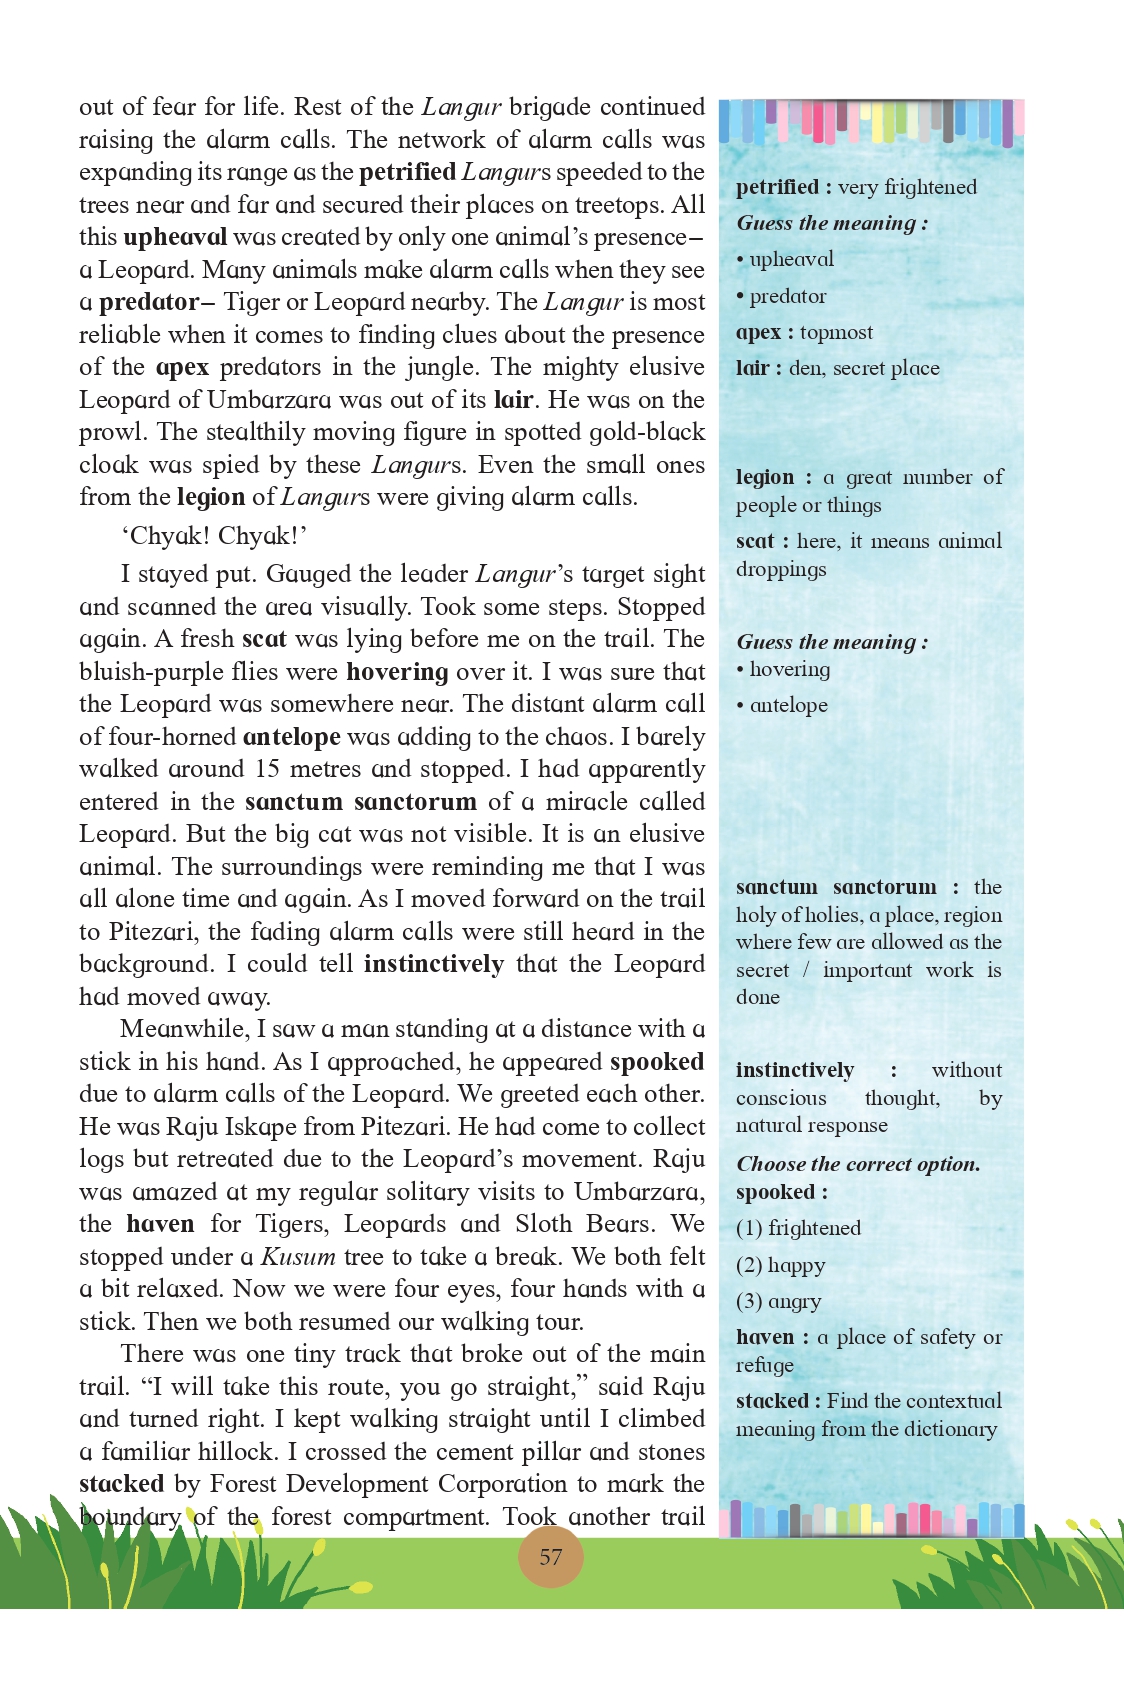 out of fear for life. Rest of the Langur brigade continued
raising the alarm calls. The network of alarm calls was
expanding its range as the petrified Langurs speeded to the
trees near and far and secured their places on treetops. All
this upheaval was created by only one animal's presence–
a Leopard. Many animals make alarm calls when they see
a predator– Tiger or Leopard nearby. The Langur is most
reliable when it comes to finding clues about the presence
of the apex predators in the jungle. The mighty elusive
Leopard of Umbarzara was out of its lair. He was on the
prowl. The stealthily moving figure in spotted gold-black
cloak was spied by these Langurs. Even the small ones
from the legion of Langurs were giving alarm calls.
‘Chyak! Chyak!’
I stayed put. Gauged the leader Langur’s target sight
and scanned the area visually. Took some steps. Stopped
again. A fresh scat was lying before me on the trail. The
bluish-purple flies were hovering over it. I was sure that
the Leopard was somewhere near. The distant alarm call
of four-horned antelope was adding to the chaos. I barely
walked around 15 metres and stopped. I had apparently
entered in the sanctum sanctorum of a miracle called
Leopard. But the big cat was not visible. It is an elusive
animal. The surroundings were reminding me that I was
all alone time and again. As I moved forward on the trail
to Pitezari, the fading alarm calls were still heard in the
background. I could tell instinctively that the Leopard
had moved away.
Meanwhile, I saw a man standing at a distance with a
stick in his hand. As I approached, he appeared spooked
due to alarm calls of the Leopard. We greeted each other.
He was Raju Iskape from Pitezari. He had come to collect
logs but retreated due to the Leopard’s movement. Raju
was amazed at my regular solitary visits to Umbarzara,
the haven for Tigers, Leopards and Sloth Bears. We
stopped under a Kusum tree to take a break. We both felt
a bit relaxed. Now we were four eyes, four hands with a
stick. Then we both resumed our walking tour.
There was one tiny track that broke out of the main
trail. “I will take this route, you go straight,” said Raju
and turned right. I kept walking straight until I climbed
a familiar hillock. I crossed the cement pillar and stones
stacked by Forest Development Corporation to mark the
boundary of the forest compartment. Took another trail
petrified : very frightened
Guess the meaning :
• upheaval
• predator
apex : topmost
lair : den, secret place
legion : a great number of
people or things
scat : here, it means animal
droppings
Guess the meaning :
• hovering
• antelope
sanctum sanctorum : the
holy of holies, a place, region
where few are allowed as the
secret / important work is
done
instinctively : without
conscious thought, by
natural response
Choose the correct option.
spooked :
(1) frightened
(2) happy
(3) angry
haven : a place of safety or
refuge
stacked : Find the contextual
meaning from the dictionary
57